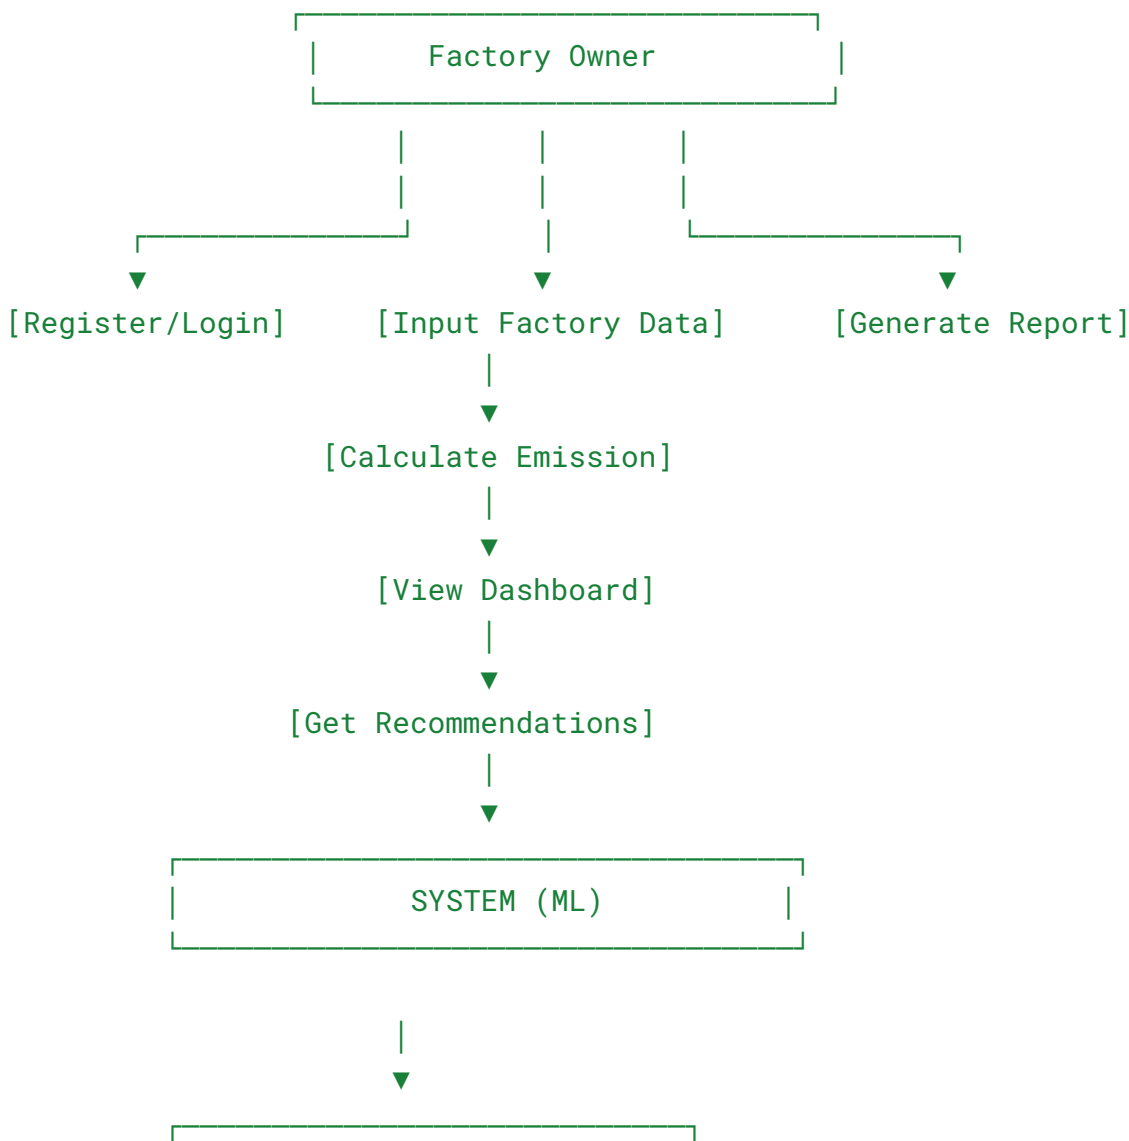 Factory Owner
[Register/Login] [Input Factory Data] [Generate Report]
[Calculate Emission]
[View Dashboard]
[Get Recommendations]
SYSTEM (ML)